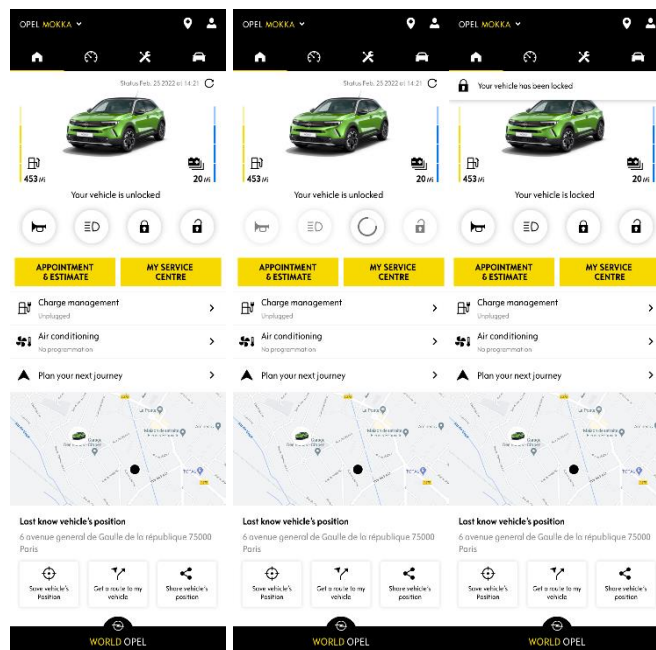 OPEL MOKKA
Status Feb, 25 2022 at 14:21
453 Mi
20 Mi
Your vehicle is unlocked
APPOINTMENT
& ESTIMATE
MY SERVICE
CENTRE
Charge management
Unplugged
Air conditioning
No programmation
Plan your next journey
Last know vehicle's position
6 avenue general de Gaulle de la république 75000
Paris
Save vehicle's
Position
Get a route to my
vehicle
Share vehicle's
position
WORLD OPEL
OPEL MOKKA
Status Feb, 25 2022 at 14:21
453 Mi
20 Mi
Your vehicle is unlocked
APPOINTMENT
& ESTIMATE
MY SERVICE
CENTRE
Charge management
Unplugged
Air conditioning
No programmation
Plan your next journey
Last know vehicle's position
6 avenue general de Gaulle de la république 75000
Paris
Save vehicle's
Position
Get a route to my
vehicle
Share vehicle's
position
WORLD OPEL
OPEL MOKKA
Your vehicle has been locked
453 Mi
20 Mi
Your vehicle is locked
APPOINTMENT
& ESTIMATE
MY SERVICE
CENTRE
Charge management
Unplugged
Air conditioning
No programmation
Plan your next journey
Last know vehicle's position
6 avenue general de Gaulle de la république 75000
Paris
Save vehicle's
Position
Get a route to my
vehicle
Share vehicle's
position
WORLD OPEL